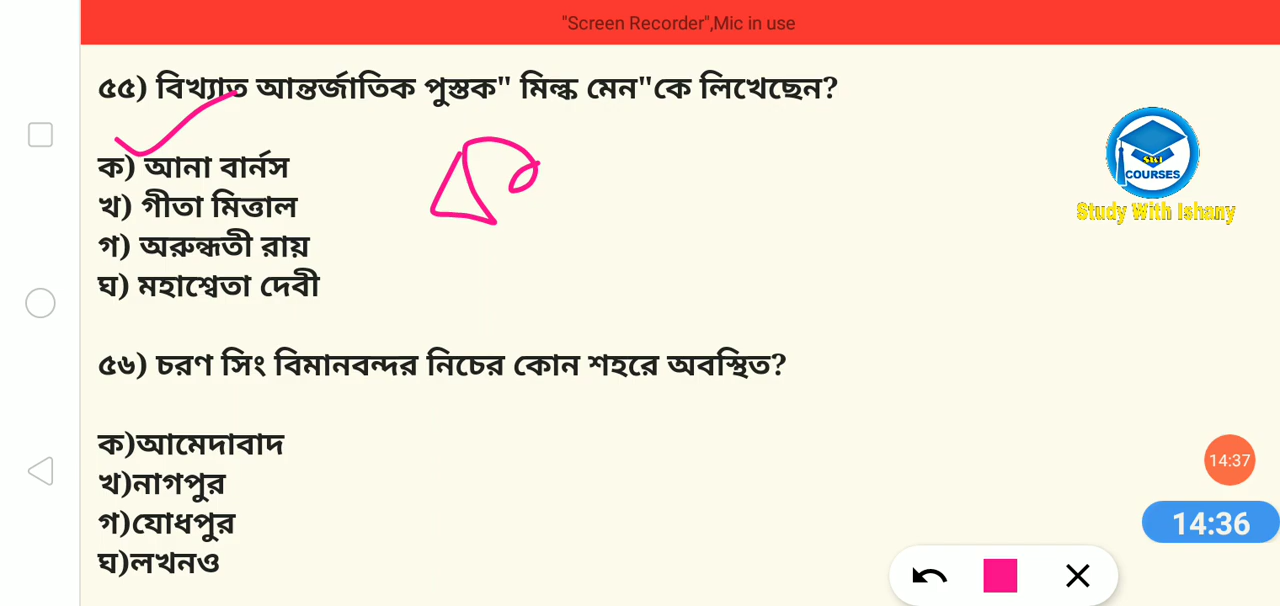 "Screen Recorder",Mic in use
৫৫) বিখ্যাত আন্তর্জাতিক পুস্তক" মিল্ক মেন"কে লিখেছেন?
ক) আনা বার্নস
খ) গীতা মিত্তাল
গ) অরুন্ধতী রায়
ঘ) মহাশ্বেতা দেবী
SWI
COURSES
Study With Ishany
৫৬) চরণ সিং বিমানবন্দর নিচের কোন শহরে অবস্থিত?
ক)আমেদাবাদ
খ)নাগপুর
গ)যোধপুর
ঘ)লখনও
14:37
14:36